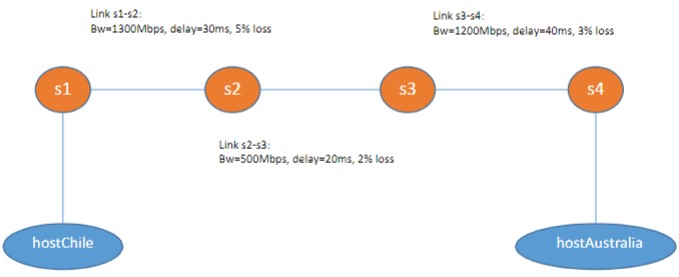 Link s1-s2:
Bw=1300Mbps, delay=30ms, 5% loss
Link s3-s4:
Bw=1200Mbps, delay=40ms, 3% loss
s1
s2
s3
s4
Link s2-s3:
Bw=500Mbps, delay=20ms, 2% loss
hostChile
hostAustralia